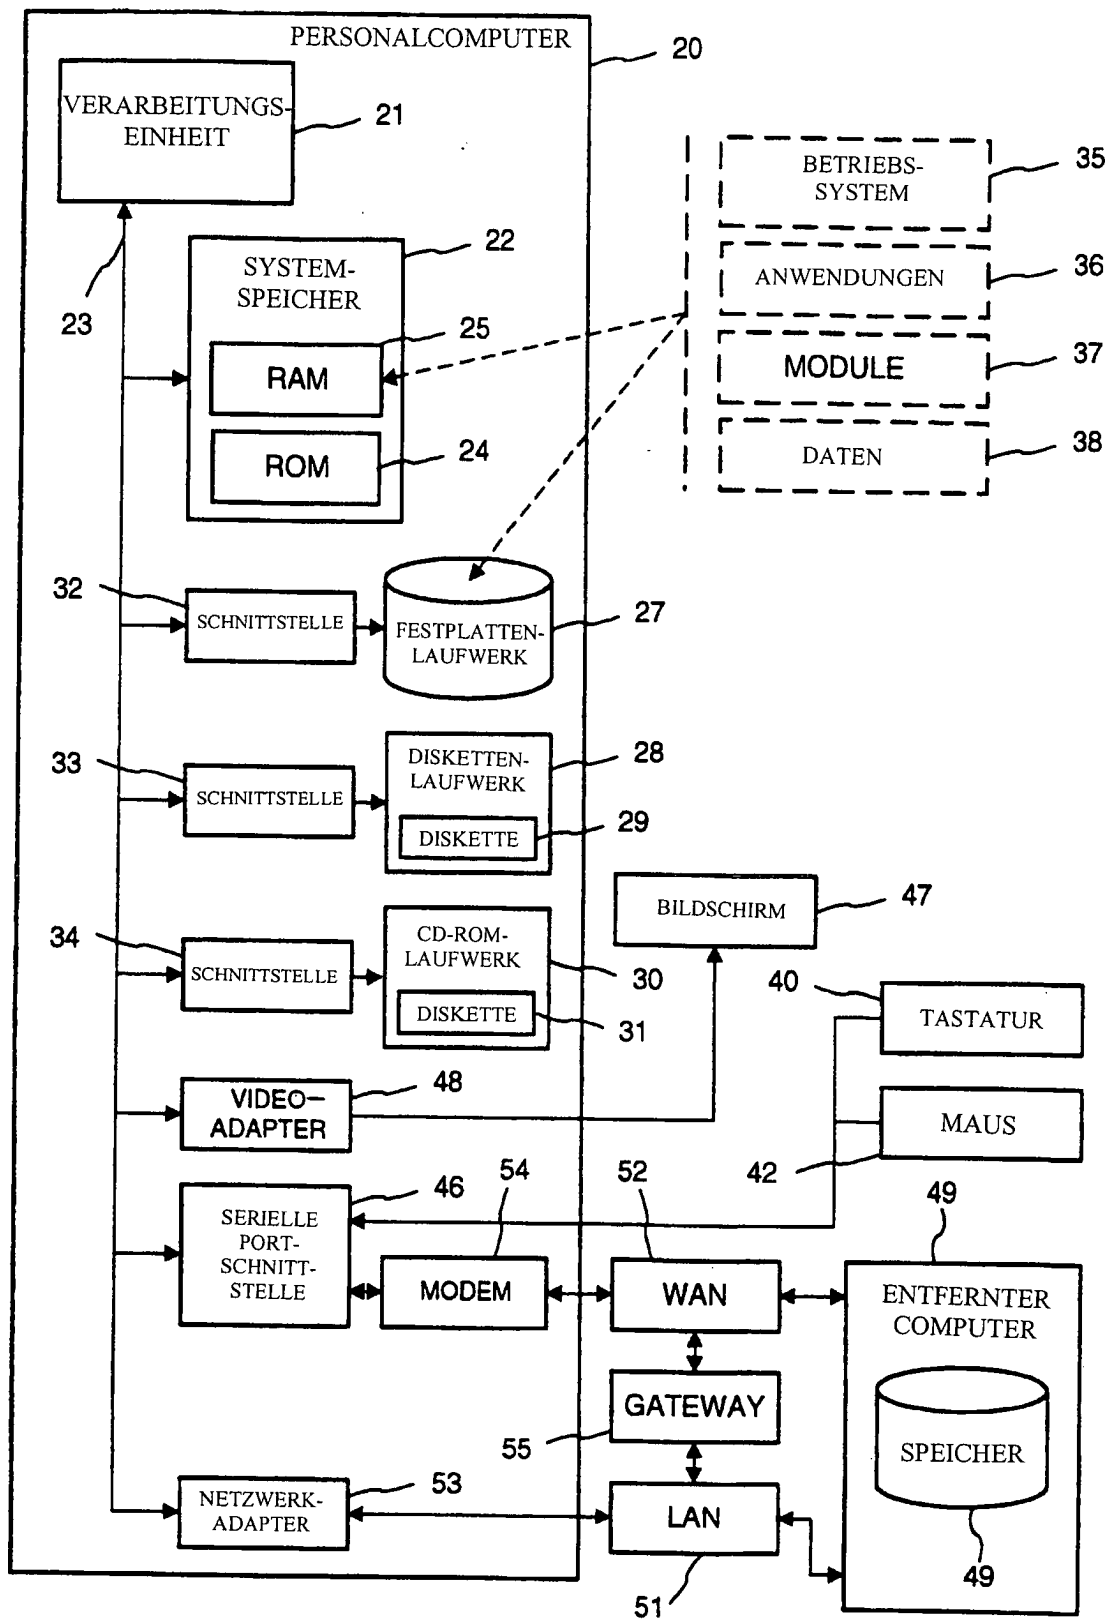 PERSONALCOMPUTER
20
VERARBEITUNGS-
EINHEIT
21
23
22
SYSTEM-
SPEICHER
25
RAM
24
ROM
BETRIEBS-
SYSTEM
35
ANWENDUNGEN
36
MODULE
37
DATEN
38
32
SCHNITTSTELLE
FESTPLATTEN-
LAUFWERK
27
33
SCHNITTSTELLE
DISKETTEN-
LAUFWERK
28
DISKETTE
29
34
SCHNITTSTELLE
CD-ROM-
LAUFWERK
30
DISKETTE
31
BILDSCHIRM
47
40
TASTATUR
MAUS
42
48
VIDEO-
ADAPTER
46
SERIELLE
PORT-
SCHNITT-
STELLE
54
MODEM
52
WAN
49
ENTFERNTER
COMPUTER
GATEWAY
55
SPEICHER
49
53
NETZWERK-
ADAPTER
LAN
51